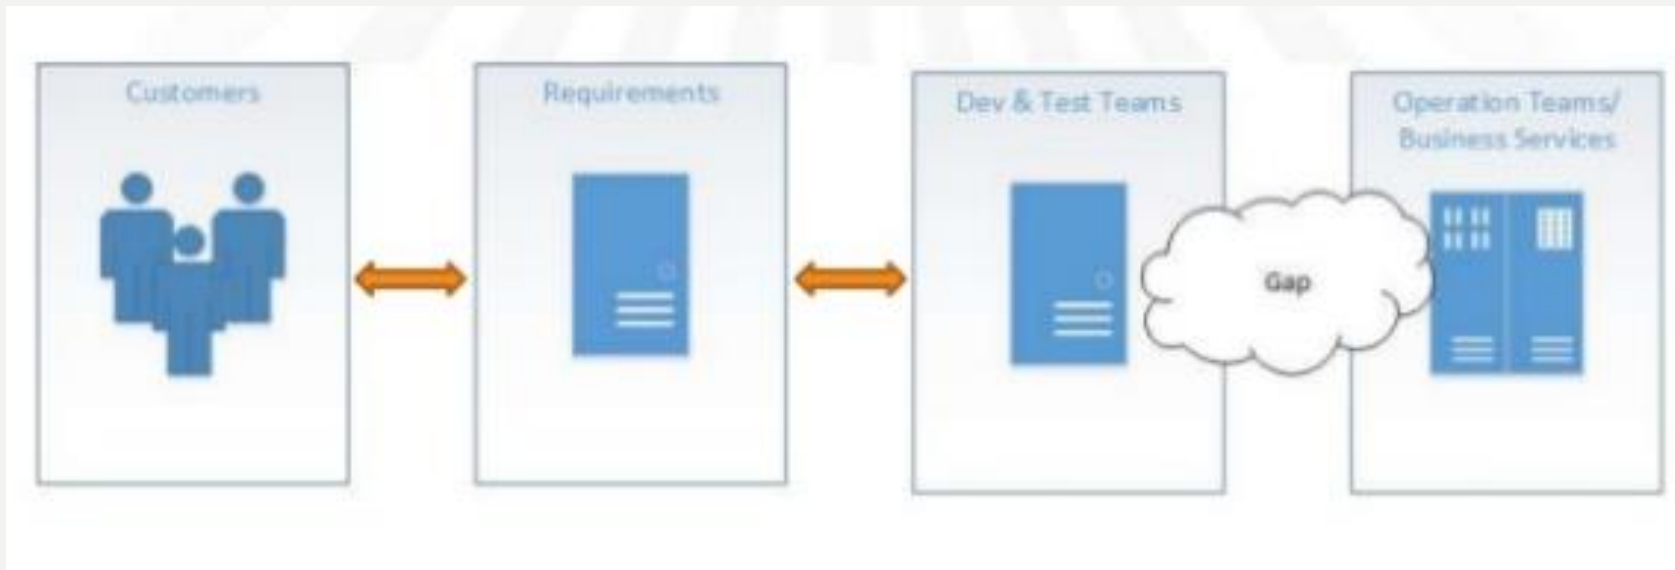 Customers
Requirements
Dev & Test Teams
Operation Teams/
Business Services
Gap